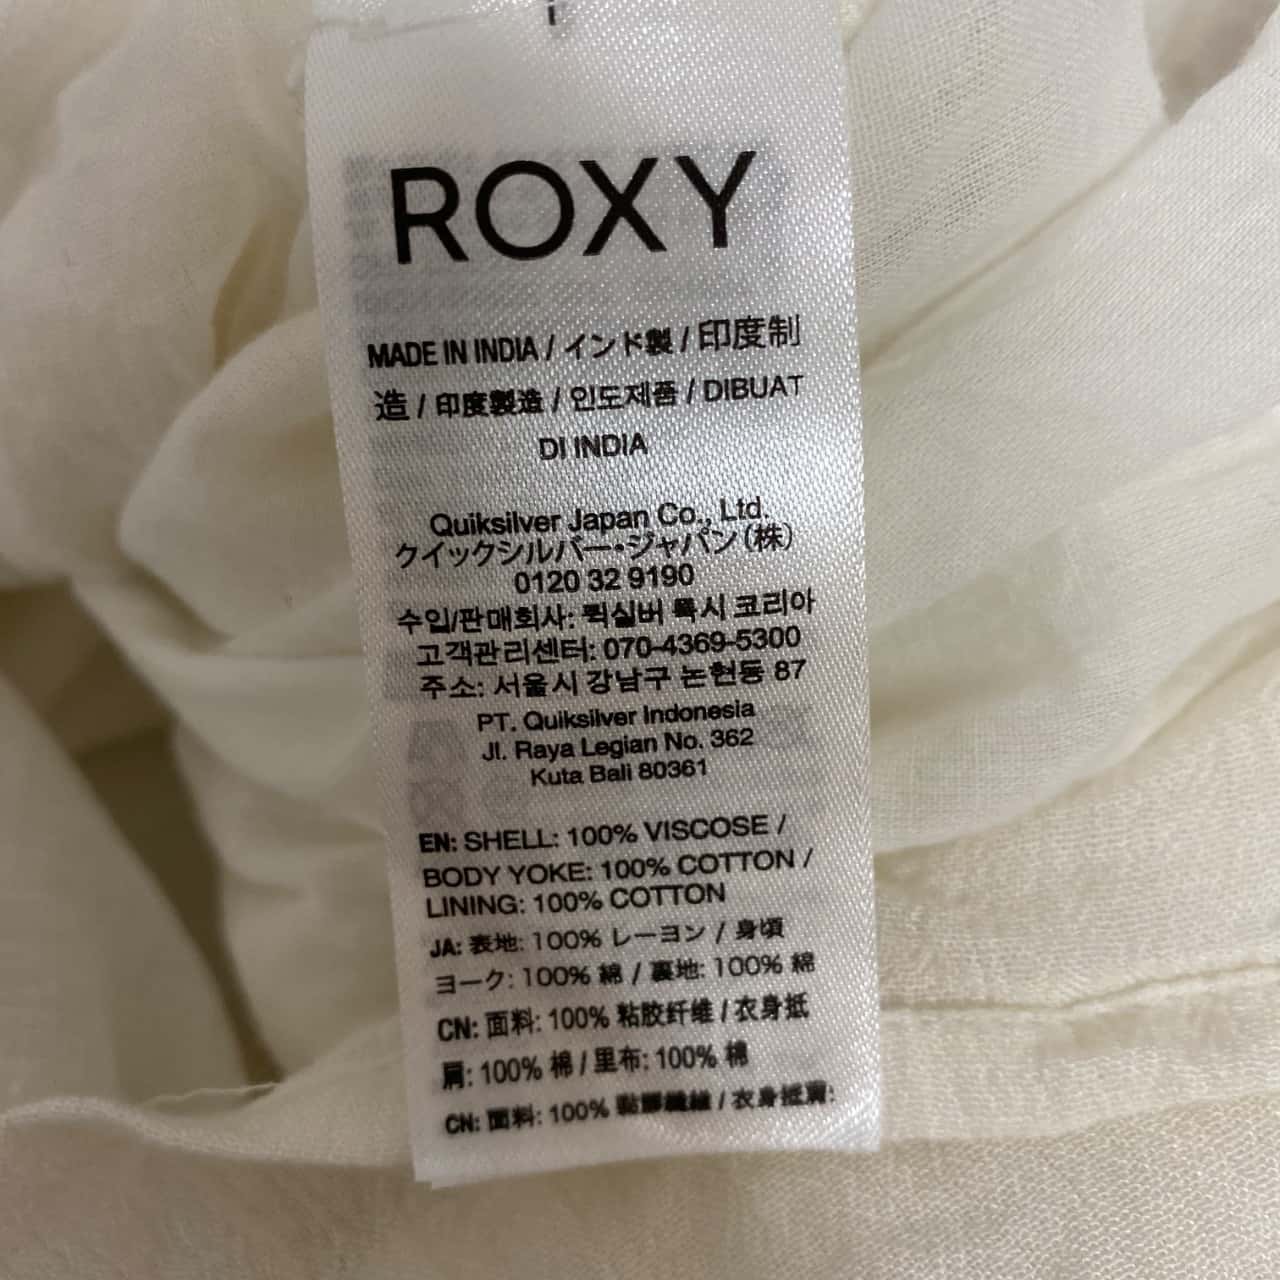 ROXY
MADE IN INDIA / インド製 / 印度制
造 / 印度製造 / 인도제품 / DIBUAT
DI INDIA
Quiksilver Japan Co., Ltd.
クイックシルバー・ジャパン(株)
0120 32 9190
수입/판매회사: 퀵실버 록시 코리아
고객관리센터: 070-4369-5300
주소: 서울시 강남구 논현동 87
PT. Quiksilver Indonesia
Jl. Raya Legian No. 362
Kuta Bali 80361
EN: SHELL: 100% VISCOSE /
BODY YOKE: 100% COTTON /
LINING: 100% COTTON
JA: 表地: 100% レーヨン / 身頃
ヨーク: 100% 綿 / 裏地: 100% 綿
CN: 面料: 100% 粘胶纤维 / 衣身抵
肩: 100% 棉 / 里布: 100% 棉
CN: 面料: 100% 黏膠纖維 / 衣身抵肩: